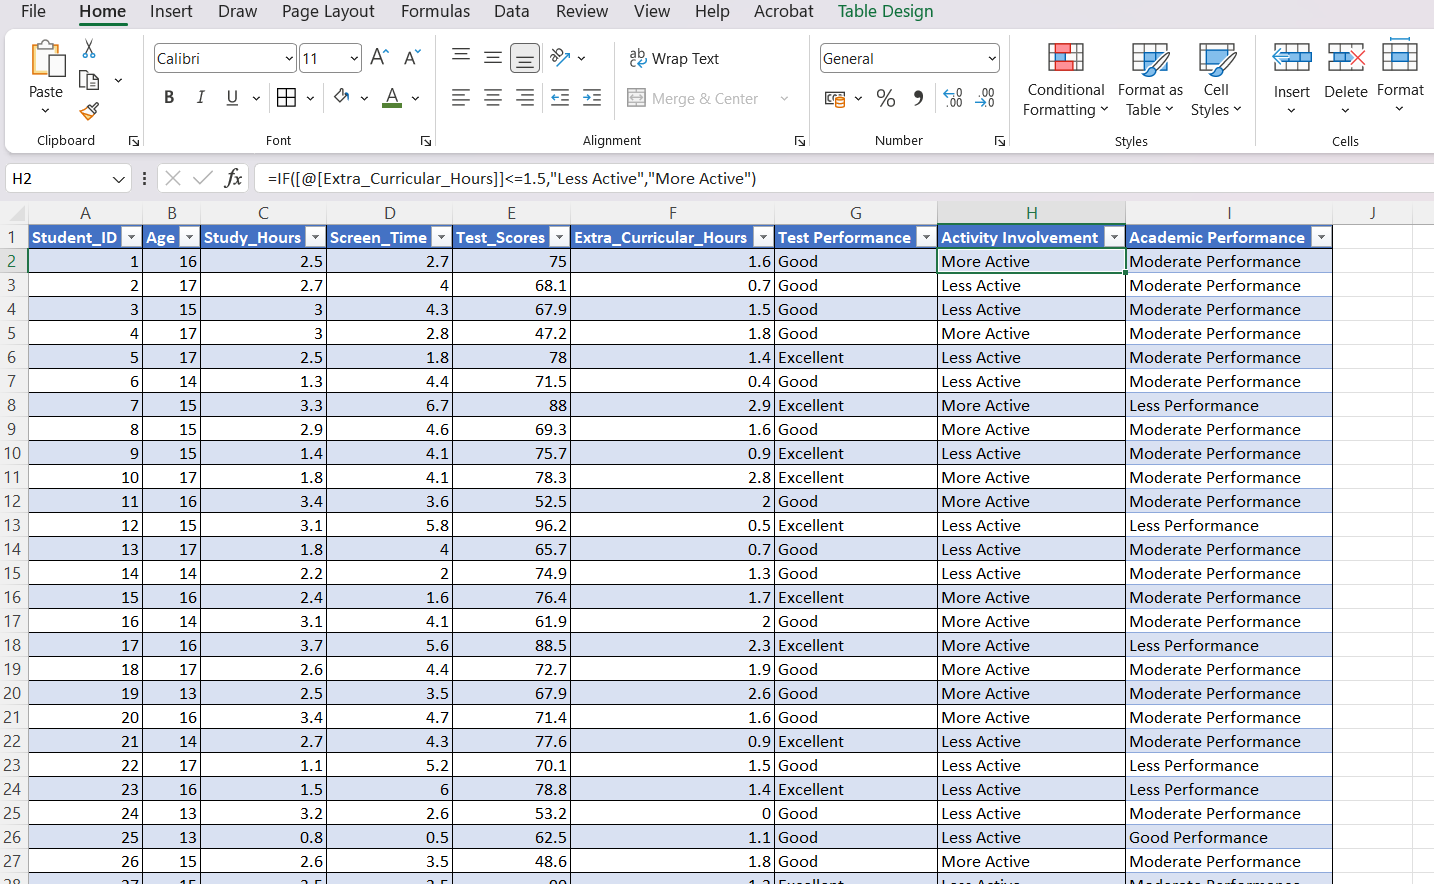 File Home Insert Draw Page Layout Formulas Data Review View Help Acrobat Table Design
Calibri 11 A A General
ab Wrap Text
Paste B I U A Merge & Center % Conditional Formatting Format as Table Cell Styles Insert Delete Format
Clipboard Font Alignment Number Styles Cells
H2 fx =IF([@[Extra_Curricular_Hours]]<=1.5,"Less Active","More Active")
A B C D E F G H I J
1 Student_ID Age Study_Hours Screen_Time Test_Scores Extra_Curricular_Hours Test Performance Activity Involvement Academic Performance
2 1 16 2.5 2.7 75 1.6 Good More Active Moderate Performance
3 2 17 2.7 4 68.1 0.7 Good Less Active Moderate Performance
4 3 15 3 4.3 67.9 1.5 Good Less Active Moderate Performance
5 4 17 3 2.8 47.2 1.8 Good More Active Moderate Performance
6 5 17 2.5 1.8 78 1.4 Excellent Less Active Moderate Performance
7 6 14 1.3 4.4 71.5 0.4 Good Less Active Moderate Performance
8 7 15 3.3 6.7 88 2.9 Excellent More Active Less Performance
9 8 15 2.9 4.6 69.3 1.6 Good More Active Moderate Performance
10 9 15 1.4 4.1 75.7 0.9 Excellent Less Active Moderate Performance
11 10 17 1.8 4.1 78.3 2.8 Excellent More Active Moderate Performance
12 11 16 3.4 3.6 52.5 2 Good More Active Moderate Performance
13 12 15 3.1 5.8 96.2 0.5 Excellent Less Active Less Performance
14 13 17 1.8 4 65.7 0.7 Good Less Active Moderate Performance
15 14 14 2.2 2 74.9 1.3 Good Less Active Moderate Performance
16 15 16 2.4 1.6 76.4 1.7 Excellent More Active Moderate Performance
17 16 14 3.1 4.1 61.9 2 Good More Active Moderate Performance
18 17 16 3.7 5.6 88.5 2.3 Excellent More Active Less Performance
19 18 17 2.6 4.4 72.7 1.9 Good More Active Moderate Performance
20 19 13 2.5 3.5 67.9 2.6 Good More Active Moderate Performance
21 20 16 3.4 4.7 71.4 1.6 Good More Active Moderate Performance
22 21 14 2.7 4.3 77.6 0.9 Excellent Less Active Moderate Performance
23 22 17 1.1 5.2 70.1 1.5 Good Less Active Less Performance
24 23 16 1.5 6 78.8 1.4 Excellent Less Active Less Performance
25 24 13 3.2 2.6 53.2 0 Good Less Active Moderate Performance
26 25 13 0.8 0.5 62.5 1.1 Good Less Active Good Performance
27 26 15 2.6 3.5 48.6 1.8 Good More Active Moderate Performance